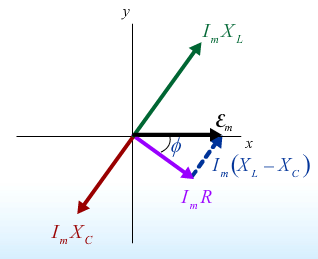 y
I_m X_L
ℰ_m
x
ϕ
I_m(X_L − X_C)
I_m R
I_m X_C